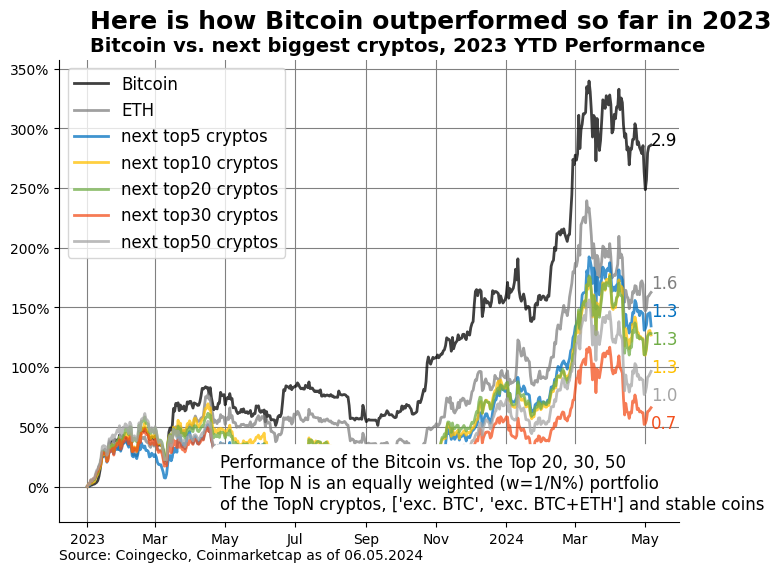 Here is how Bitcoin outperformed so far in 2023
Bitcoin vs. next biggest cryptos, 2023 YTD Performance
350%
300%
250%
200%
150%
100%
50%
0%
Bitcoin
ETH
next top5 cryptos
next top10 cryptos
next top20 cryptos
next top30 cryptos
next top50 cryptos
2.9
1.6
1.3
1.3
1.3
1.0
0.7
Performance of the Bitcoin vs. the Top 20, 30, 50
The Top N is an equally weighted (w=1/N%) portfolio
of the TopN cryptos, ['exc. BTC', 'exc. BTC+ETH'] and stable coins
2023 Mar May Jul Sep Nov 2024 Mar May
Source: Coingecko, Coinmarketcap as of 06.05.2024